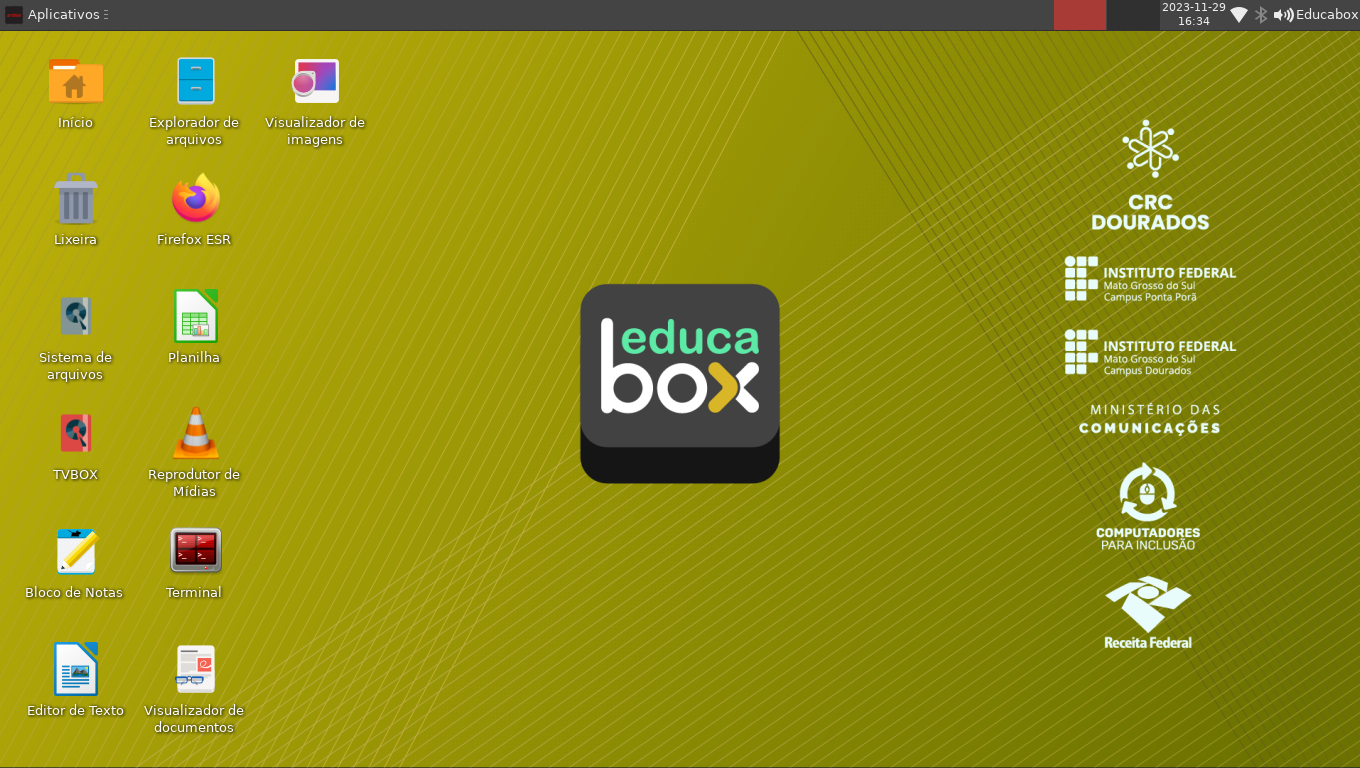 Aplicativos
2023-11-29
16:34
Educabox
Início
Explorador de
arquivos
Visualizador de
imagens
Lixeira
Firefox ESR
Sistema de
arquivos
Planilha
TVBOX
Reprodutor de
Mídias
Bloco de Notas
Terminal
Editor de Texto
Visualizador de
documentos
educa
box
CRC
DOURADOS
INSTITUTO FEDERAL
Mato Grosso do Sul
Campus Ponta Porã
INSTITUTO FEDERAL
Mato Grosso do Sul
Campus Dourados
MINISTÉRIO DAS
COMUNICAÇÕES
COMPUTADORES
PARA INCLUSÃO
Receita Federal